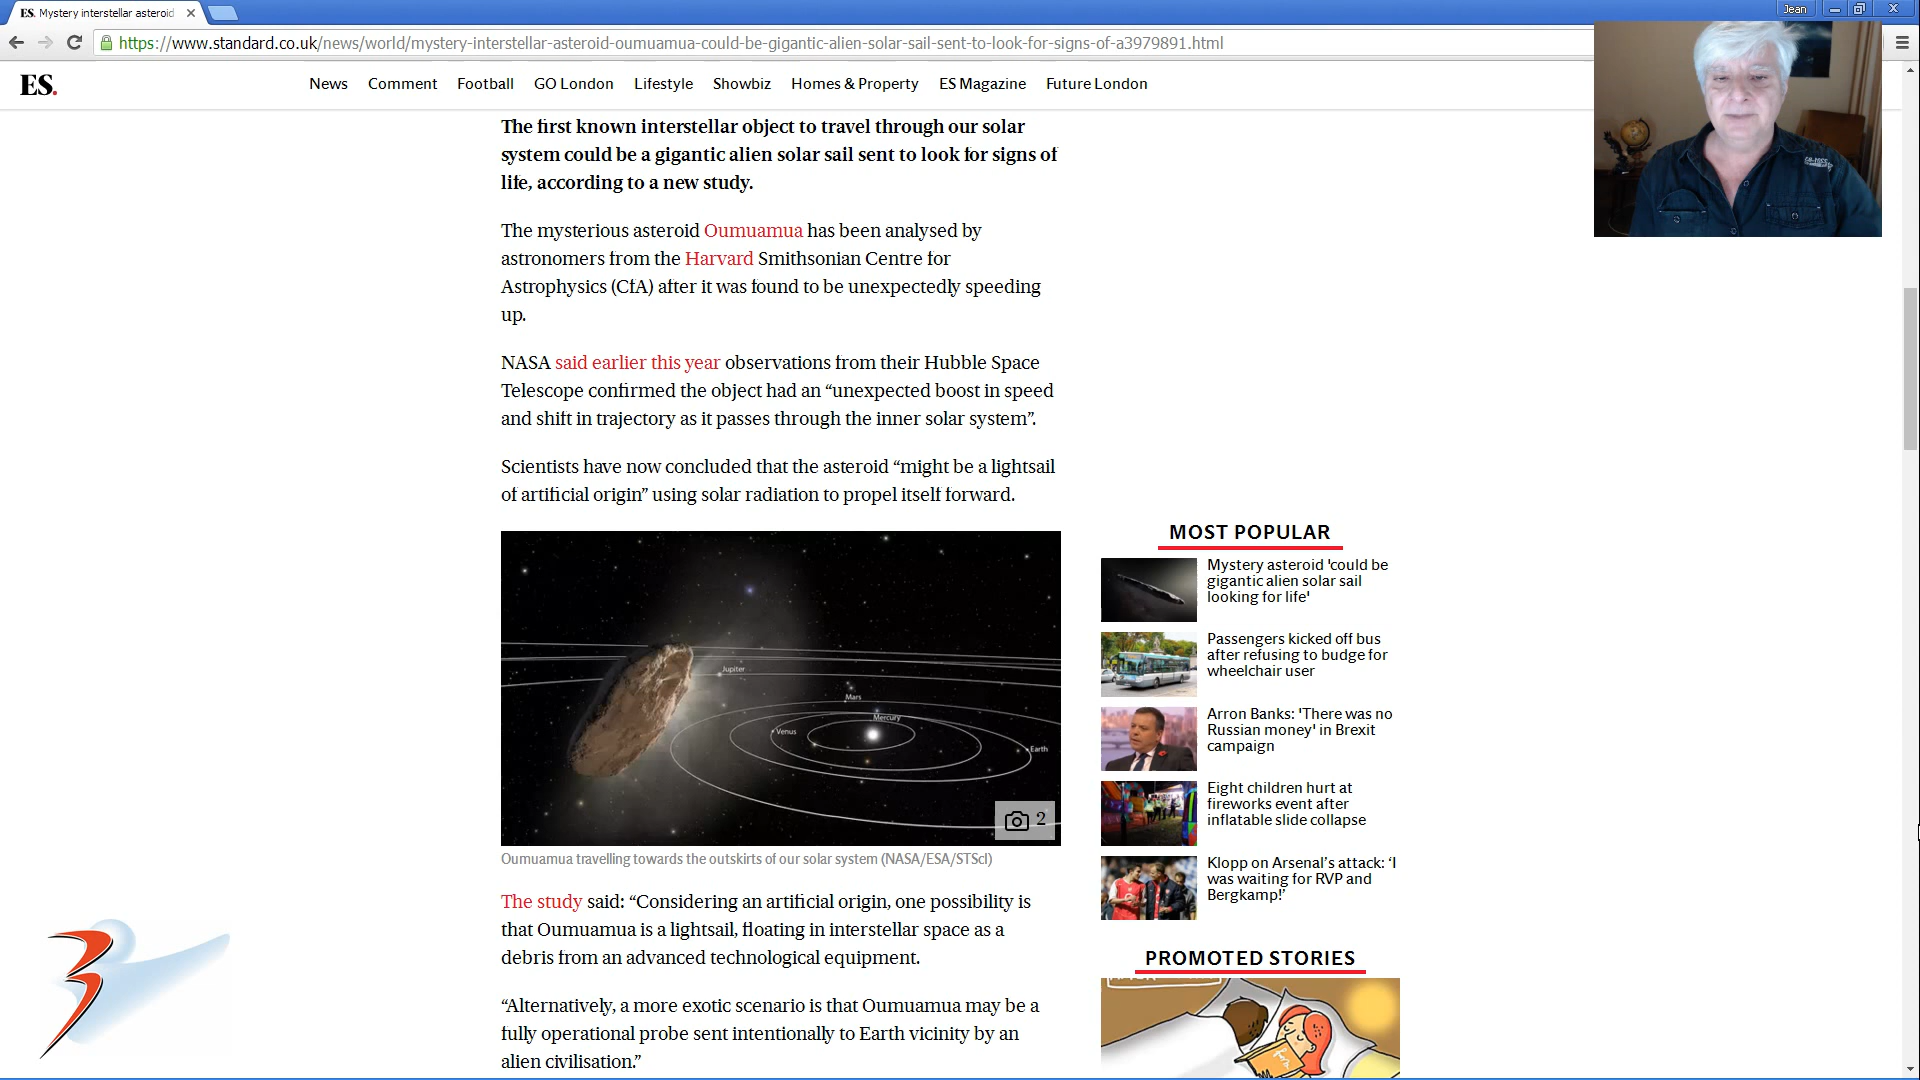 ES. Mystery interstellar asteroid
Jean
https://www.standard.co.uk/news/world/mystery-interstellar-asteroid-oumuamua-could-be-gigantic-alien-solar-sail-sent-to-look-for-signs-of-a3979891.html
ES.
News Comment Football GO London Lifestyle Showbiz Homes & Property ES Magazine Future London
The first known interstellar object to travel through our solar
system could be a gigantic alien solar sail sent to look for signs of
life, according to a new study.
The mysterious asteroid Oumuamua has been analysed by
astronomers from the Harvard Smithsonian Centre for
Astrophysics (CfA) after it was found to be unexpectedly speeding
up.
NASA said earlier this year observations from their Hubble Space
Telescope confirmed the object had an “unexpected boost in speed
and shift in trajectory as it passes through the inner solar system”.
Scientists have now concluded that the asteroid “might be a lightsail
of artificial origin” using solar radiation to propel itself forward.
Jupiter
Mars
Mercury
Venus
Earth
2
Oumuamua travelling towards the outskirts of our solar system (NASA/ESA/STScI)
The study said: “Considering an artificial origin, one possibility is
that Oumuamua is a lightsail, floating in interstellar space as a
debris from an advanced technological equipment.
“Alternatively, a more exotic scenario is that Oumuamua may be a
fully operational probe sent intentionally to Earth vicinity by an
alien civilisation.”
MOST POPULAR
Mystery asteroid 'could be
gigantic alien solar sail
looking for life'
Passengers kicked off bus
after refusing to budge for
wheelchair user
Arron Banks: 'There was no
Russian money' in Brexit
campaign
Eight children hurt at
fireworks event after
inflatable slide collapse
Klopp on Arsenal’s attack: ‘I
was waiting for RVP and
Bergkamp!’
PROMOTED STORIES